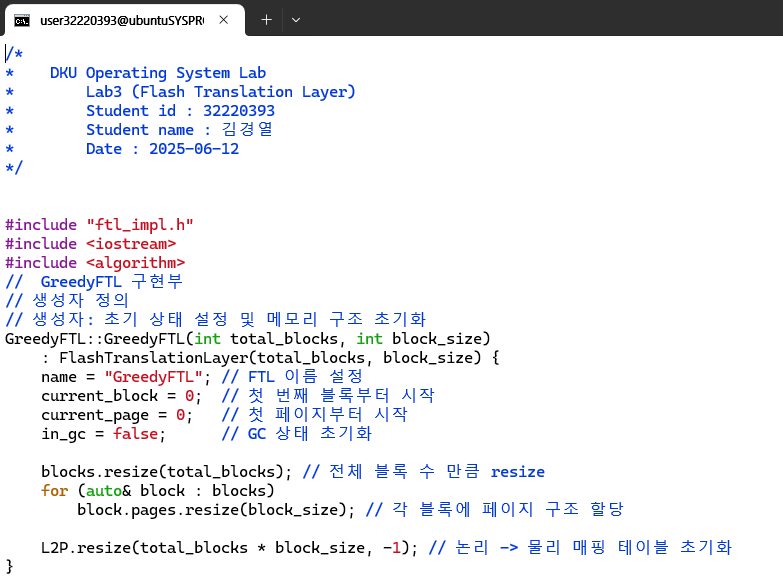 user32220393@ubuntuSYSPR
/*
*    DKU Operating System Lab
*        Lab3 (Flash Translation Layer)
*        Student id : 32220393
*        Student name : 김경열
*        Date : 2025-06-12
*/
#include "ftl_impl.h"
#include <iostream>
#include <algorithm>
//  GreedyFTL 구현부
// 생성자 정의
// 생성자: 초기 상태 설정 및 메모리 구조 초기화
GreedyFTL::GreedyFTL(int total_blocks, int block_size)
    : FlashTranslationLayer(total_blocks, block_size) {
    name = "GreedyFTL"; // FTL 이름 설정
    current_block = 0;  // 첫 번째 블록부터 시작
    current_page = 0;   // 첫 페이지부터 시작
    in_gc = false;      // GC 상태 초기화
    blocks.resize(total_blocks); // 전체 블록 수 만큼 resize
    for (auto& block : blocks)
        block.pages.resize(block_size); // 각 블록에 페이지 구조 할당
    L2P.resize(total_blocks * block_size, -1); // 논리 -> 물리 매핑 테이블 초기화
}